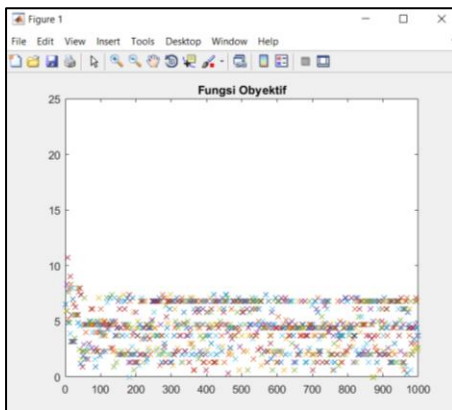 Figure 1
File Edit View Insert Tools Desktop Window Help
Fungsi Obyektif
25
20
15
10
5
0
0 100 200 300 400 500 600 700 800 900 1000